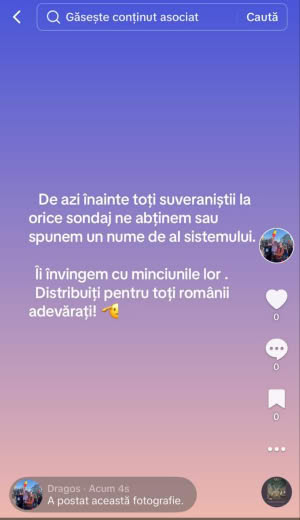 Găsește conținut asociat
Caută
De azi înainte toți suveraniștii la
orice sondaj ne abținem sau
spunem un nume de al sistemului.
Îi învingem cu minciunile lor .
Distribuiți pentru toți românii
adevărați! 🫡
0
0
0
Dragos · Acum 4s
A postat această fotografie.